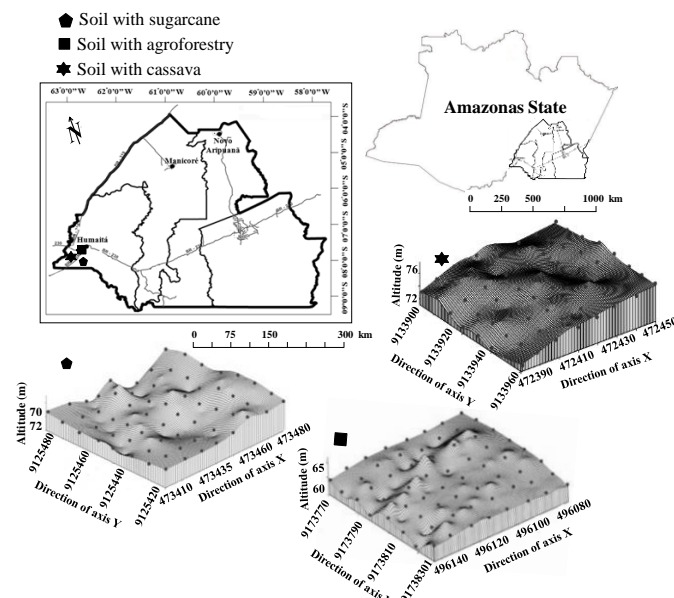 Soil with sugarcane
Soil with agroforestry
Soil with cassava
63°0'0"W 62°0'0"W 61°0'0"W 60°0'0"W 59°0'0"W 58°0'0"W
N
Novo
Aripuanã
Manicoré
Humaitá
0 75 150 300 km
Amazonas State
0 250 500 1000 km
Altitude (m)
76
72
9133900
9133920
9133940
9133960
Direction of axis Y
472390
472410
472430
472450
Direction of axis X
Altitude (m)
70
72
9125480
9125460
9125440
9125420
Direction of axis Y
473410
473435
473460
473480
Direction of axis X
Altitude (m)
65
60
9173770
9173790
9173810
91738301
Direction of axis
496140
496120
496100
496080
Direction of axis X